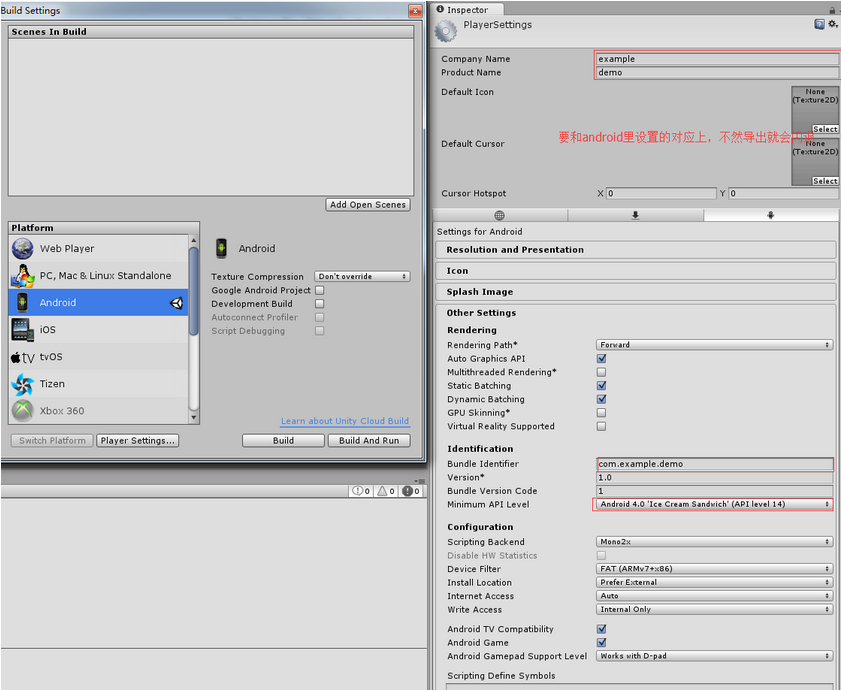 Build Settings
Scenes In Build
Add Open Scenes
Platform
Web Player
PC, Mac & Linux Standalone
Android
iOS
tvOS
Tizen
Xbox 360
Android
Texture Compression Don't override
Google Android Project
Development Build
Autoconnect Profiler
Script Debugging
Learn about Unity Cloud Build
Switch Platform Player Settings... Build Build And Run
0 0 0
Inspector
PlayerSettings
Company Name example
Product Name demo
Default Icon
None
(Texture2D)
Select
要和android里设置的对应上，不然导出就会
Default Cursor
None
(Texture2D)
Select
Cursor Hotspot X 0 Y 0
Settings for Android
Resolution and Presentation
Icon
Splash Image
Other Settings
Rendering
Rendering Path* Forward
Auto Graphics API
Multithreaded Rendering*
Static Batching
Dynamic Batching
GPU Skinning*
Virtual Reality Supported
Identification
Bundle Identifier com.example.demo
Version* 1.0
Bundle Version Code 1
Minimum API Level Android 4.0 'Ice Cream Sandwich' (API level 14)
Configuration
Scripting Backend Mono2x
Disable HW Statistics
Device Filter FAT (ARMv7+x86)
Install Location Prefer External
Internet Access Auto
Write Access Internal Only
Android TV Compatibility
Android Game
Android Gamepad Support Level Works with D-pad
Scripting Define Symbols